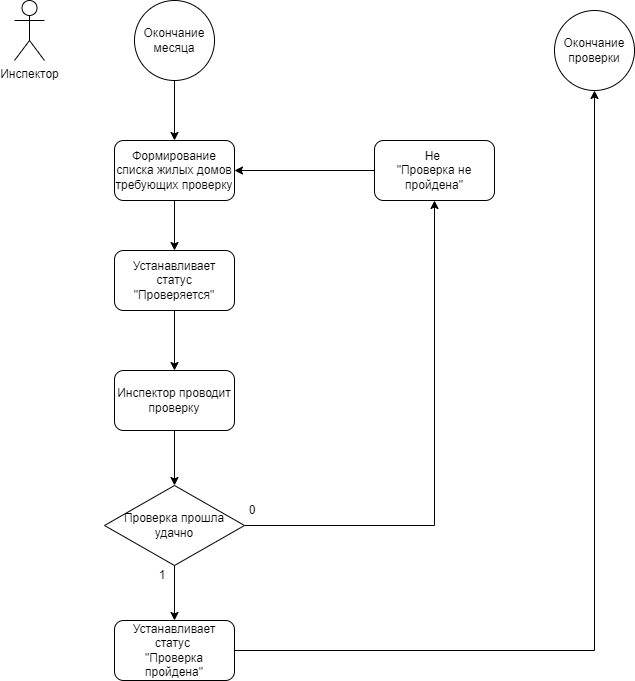 Инспектор
Окончание
месяца
Окончание
проверки
Формирование
списка жилых домов
требующих проверку
Не
"Проверка не
пройдена"
Устанавливает
статус
"Проверяется"
Инспектор проводит
проверку
Проверка прошла
удачно
0
1
Устанавливает
статус
"Проверка
пройдена"